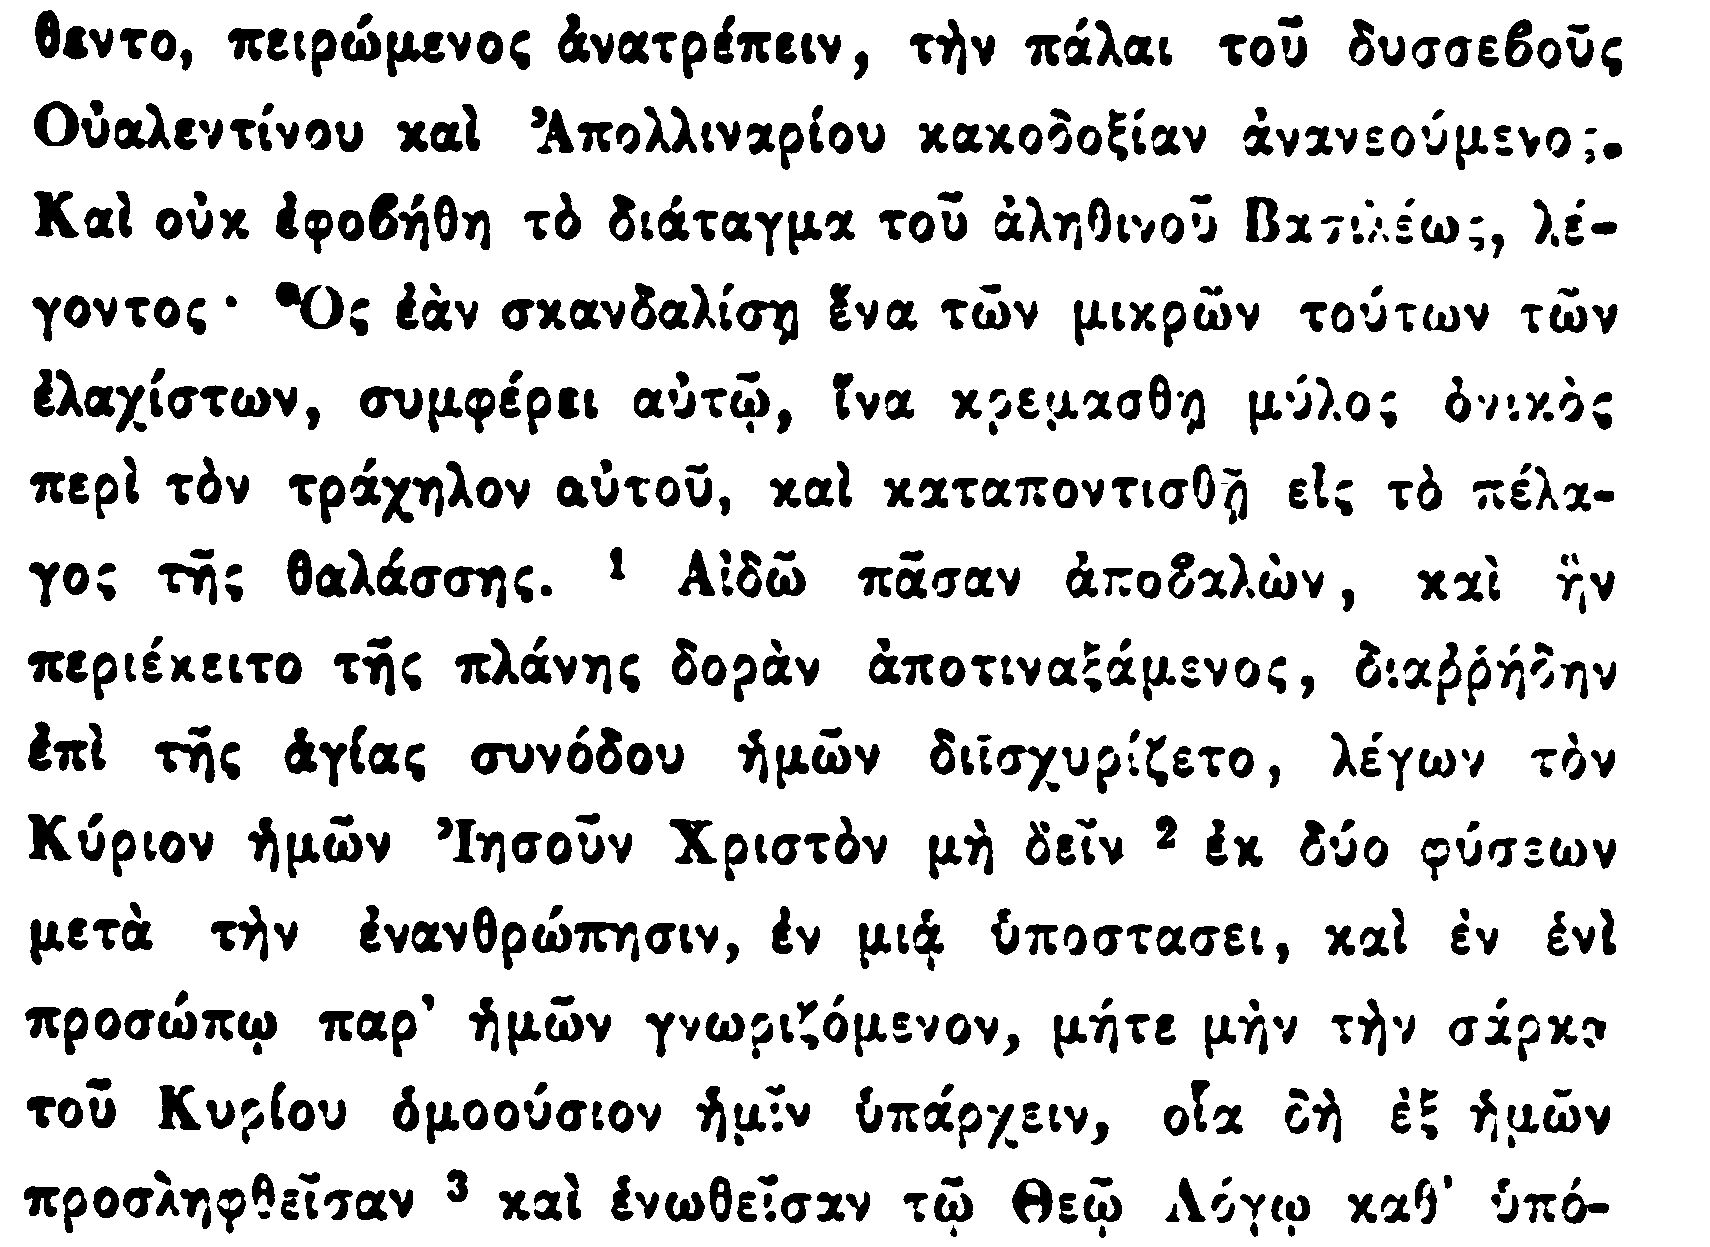 θεντο, πειρώμενος ἀνατρέπειν, τὴν πάλαι τοῦ δυσσεβοῦς
Οὐαλεντίνου καὶ Ἀπολλιναρίου κακοδοξίαν ἀνανεούμενος.
Καὶ οὐκ ἐφοβήθη τὸ διάταγμα τοῦ ἀληθινοῦ Βασιλέως, λέ-
γοντος · Ὃς ἐὰν σκανδαλίσῃ ἕνα τῶν μικρῶν τούτων τῶν
ἐλαχίστων, συμφέρει αὐτῷ, ἵνα κρεμασθῃ μύλος ὀνικὸς
περὶ τὸν τράχηλον αὐτοῦ, καὶ καταποντισθῇ εἰς τὸ πέλα-
γος τῆς θαλάσσης. 1 Αἰδῶ πᾶσαν ἀποβαλὼν, καὶ ἣν
περιέκειτο τῆς πλάνης δορὰν ἀποτιναξάμενος, διαῤῥήδην
ἐπὶ τῆς ἁγίας συνόδου ἡμῶν διϊσχυρίζετο, λέγων τὸν
Κύριον ἡμῶν Ἰησοῦν Χριστὸν μὴ δεῖν 2 ἐκ δύο φύσεων
μετὰ τὴν ἐνανθρώπησιν, ἐν μιᾷ ὑποστασει, καὶ ἐν ἑνὶ
προσώπῳ παρ' ἡμῶν γνωριζόμενον, μήτε μὴν τὴν σάρκα
τοῦ Κυρίου ὁμοούσιον ἡμῖν ὑπάρχειν, οἷα δὴ ἐξ ἡμῶν
προσληφθεῖσαν 3 καὶ ἑνωθεῖσαν τῷ Θεῷ Λόγῳ καθ' ὑπό-